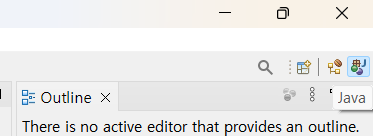 Java
Outline
There is no active editor that provides an outline.